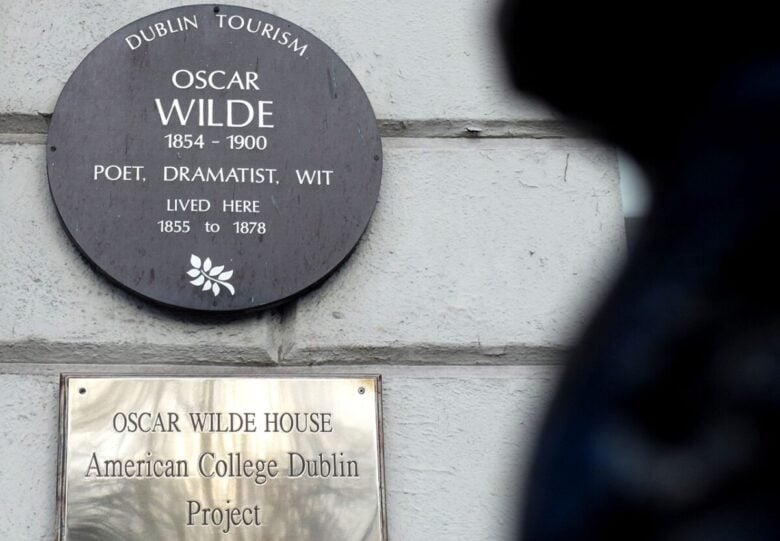 DUBLIN TOURISM
OSCAR
WILDE
1854 - 1900
POET, DRAMATIST, WIT
LIVED HERE
1855 to 1878
OSCAR WILDE HOUSE
American College Dublin
Project